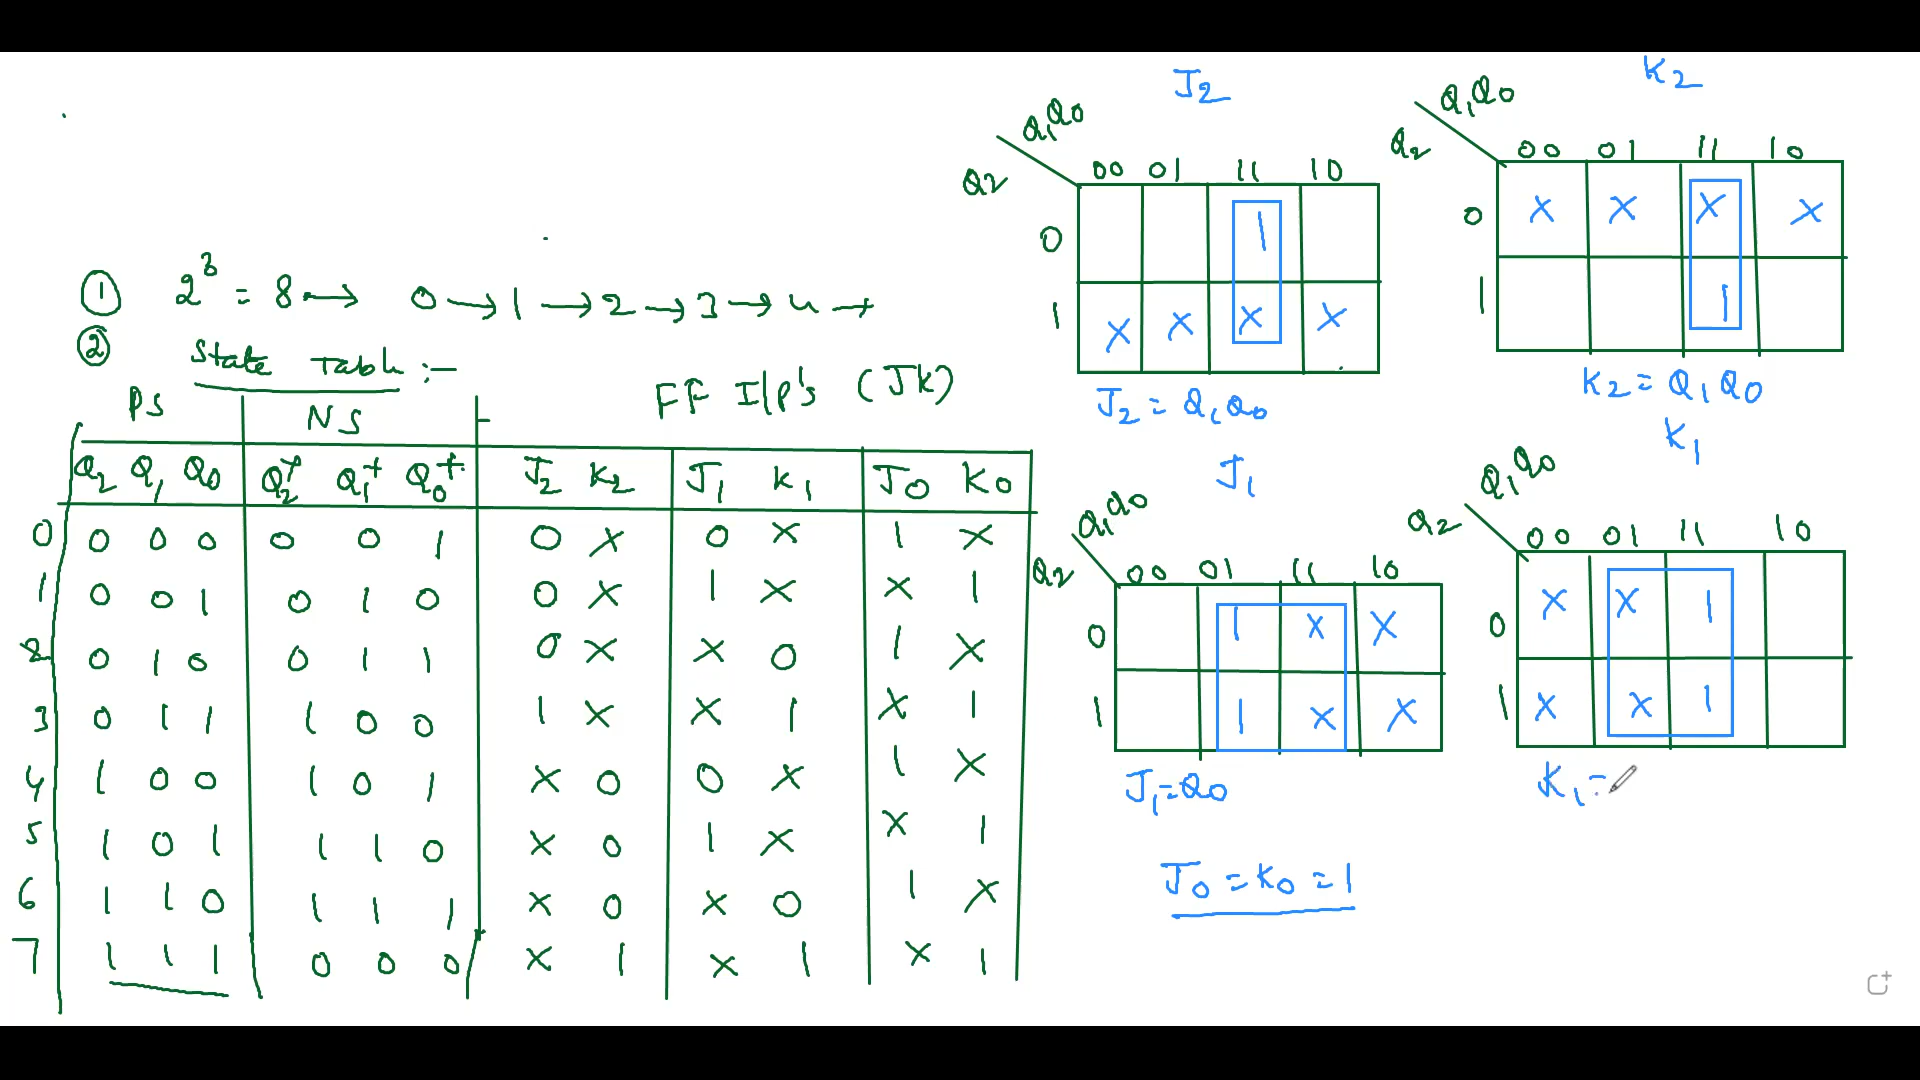 ① 2³ = 8 → 0 → 1 → 2 → 3 → 4 →
② State Table :-
PS NS FF I/P's (JK)
Q2 Q1 Q0 Q2+ Q1+ Q0+ J2 K2 J1 K1 J0 K0
0 0 0 0 0 0 1 0 X 0 X 1 X
1 0 0 1 0 1 0 0 X 1 X X 1
2 0 1 0 0 1 1 0 X X 0 1 X
3 0 1 1 1 0 0 1 X X 1 X 1
4 1 0 0 1 0 1 X 0 0 X 1 X
5 1 0 1 1 1 0 X 0 1 X X 1
6 1 1 0 1 1 1 X 0 X 0 1 X
7 1 1 1 0 0 0 X 1 X 1 X 1
J2
Q1Q0
Q2
00 01 11 10
0 1
1 X X X X
J2 = Q1Q0
K2
Q1Q0
Q2
00 01 11 10
0 X X X X
1 1
K2 = Q1Q0
J1
Q1Q0
Q2
00 01 11 10
0 1 X X
1 1 X X
J1 = Q0
K1
Q1Q0
Q2
00 01 11 10
0 X X 1
1 X X 1
K1 =
J0 = K0 = 1